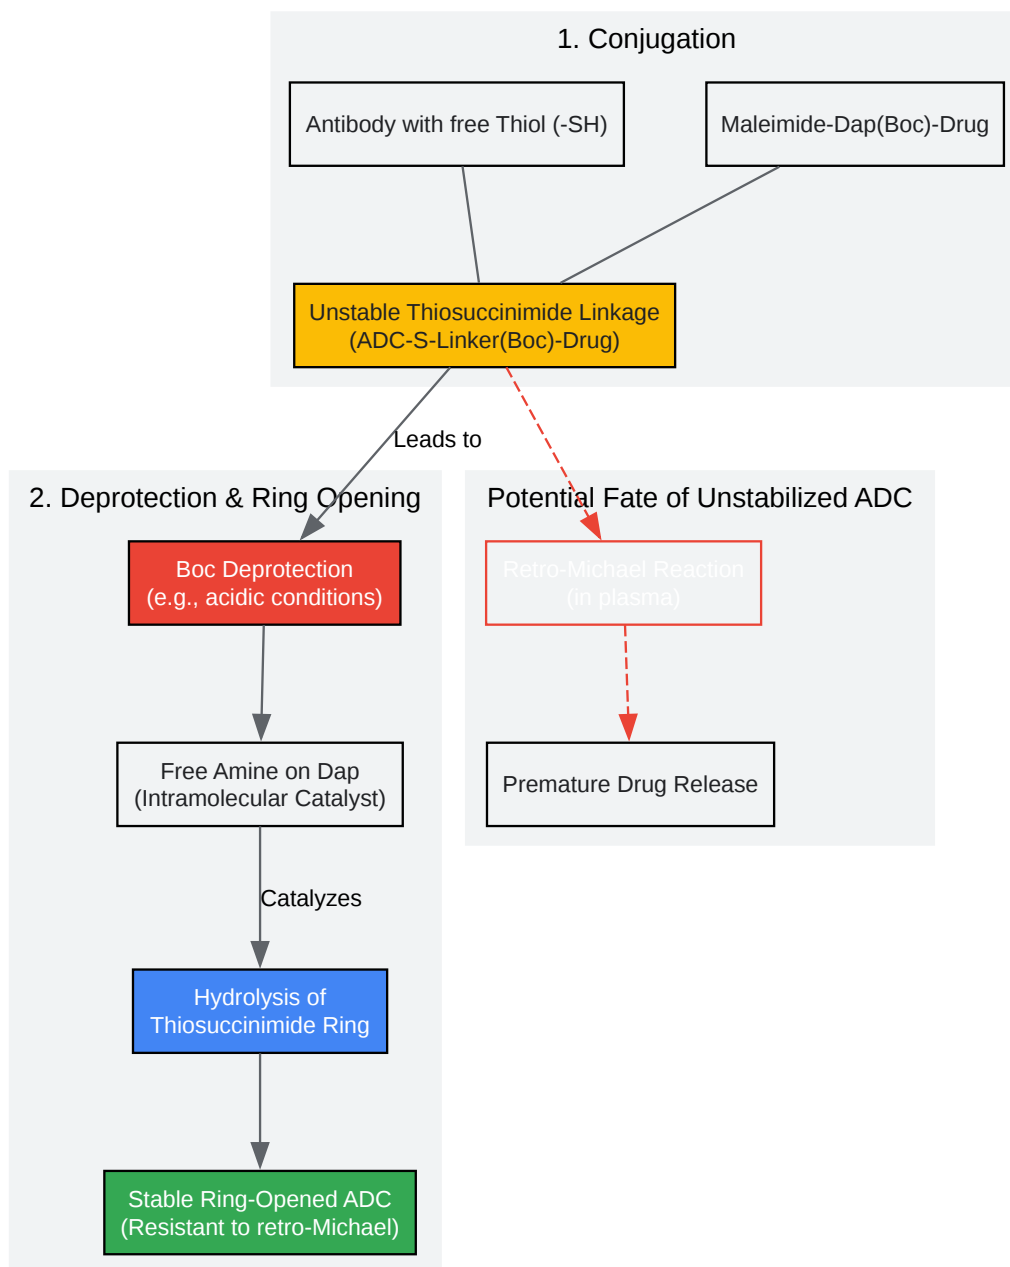 1. Conjugation
Antibody with free Thiol (-SH)
Maleimide-Dap(Boc)-Drug
Unstable Thiosuccinimide Linkage
(ADC-S-Linker(Boc)-Drug)
Leads to
2. Deprotection & Ring Opening
Boc Deprotection
(e.g., acidic conditions)
Free Amine on Dap
(Intramolecular Catalyst)
Catalyzes
Hydrolysis of
Thiosuccinimide Ring
Stable Ring-Opened ADC
(Resistant to retro-Michael)
Potential Fate of Unstabilized ADC
Retro-Michael Reaction
(in plasma)
Premature Drug Release